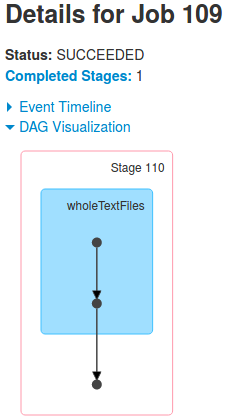 Details for Job 109
Status: SUCCEEDED
Completed Stages: 1
Event Timeline
DAG Visualization
Stage 110
wholeTextFiles